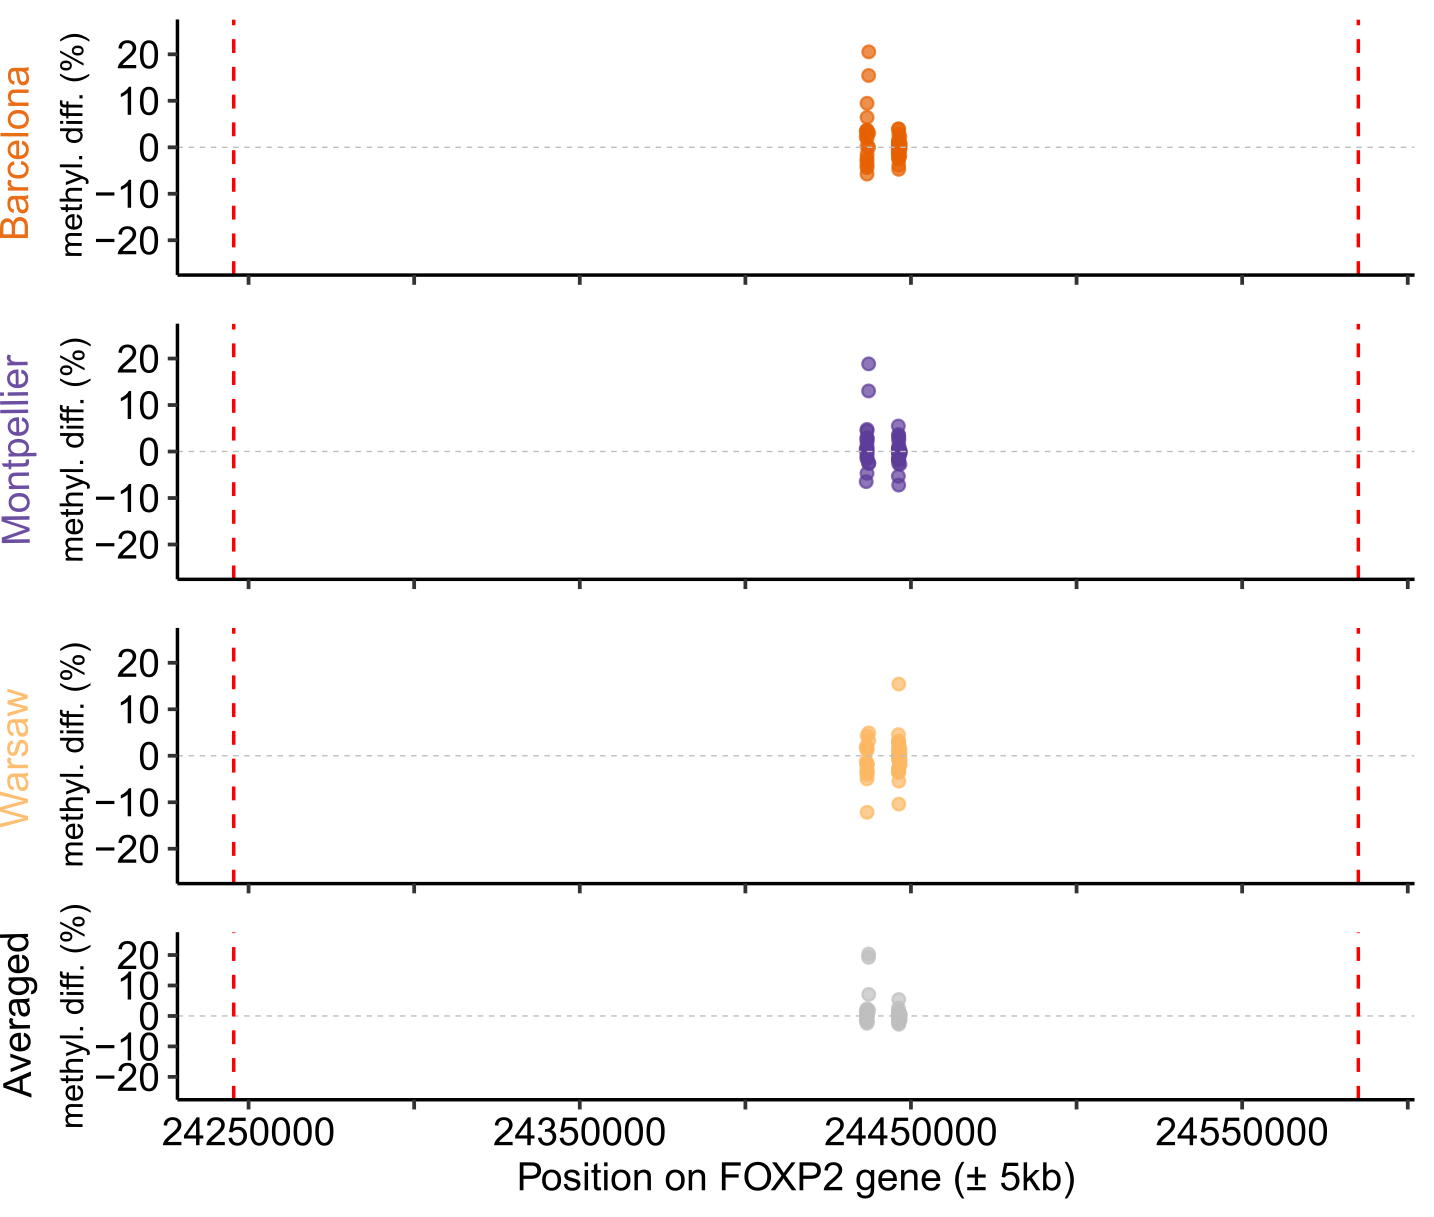 Barcelona
methyl. diff. (%)
20
10
0
−10
−20
Montpellier
methyl. diff. (%)
20
10
0
−10
−20
Warsaw
methyl. diff. (%)
20
10
0
−10
−20
Averaged
methyl. diff. (%)
20
10
0
−10
−20
24250000 24350000 24450000 24550000
Position on FOXP2 gene (± 5kb)